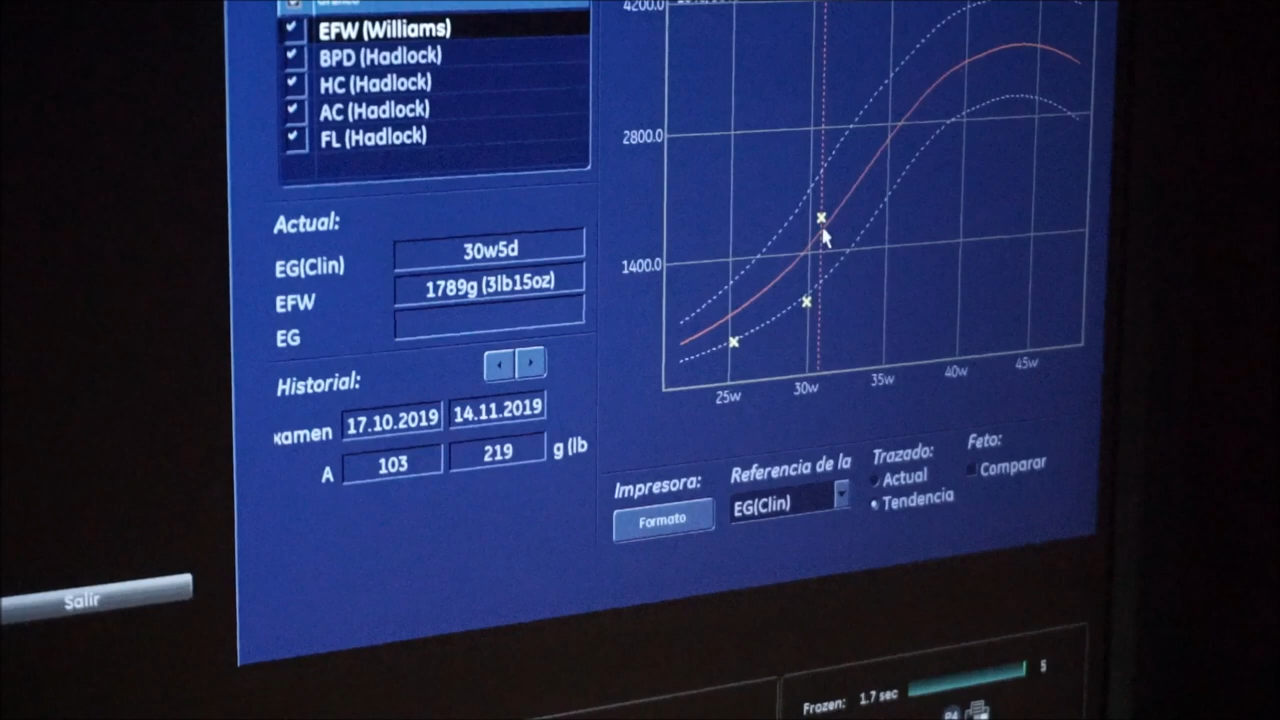 EFW (Williams)
BPD (Hadlock)
HC (Hadlock)
AC (Hadlock)
FL (Hadlock)
Actual:
EG(Clin) 30w5d
EFW 1789g (3lb15oz)
EG
Historial:
xamen 17.10.2019 14.11.2019
A 103 219 g (lb
4200.0
2800.0
1400.0
25w 30w 35w 40w 45w
Impresora:
Formato
Referencia de la
EG(Clin)
Trazado:
Actual
Tendencia
Feto:
Comparar
Salir
Frozen: 1.7 sec 5
P4